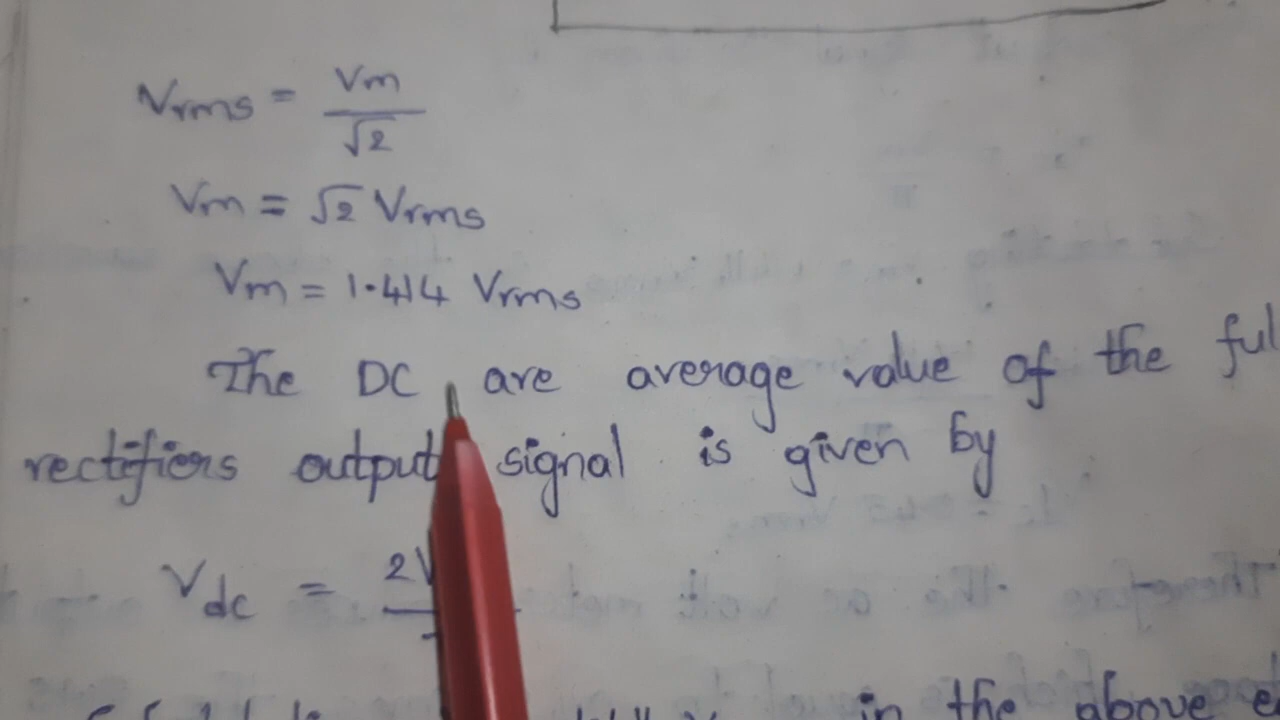 Vrms = Vm / √2
Vm = √2 Vrms
Vm = 1.414 Vrms
The DC are average value of the ful
rectifiers output signal is given by
Vdc = 2V
in the above e